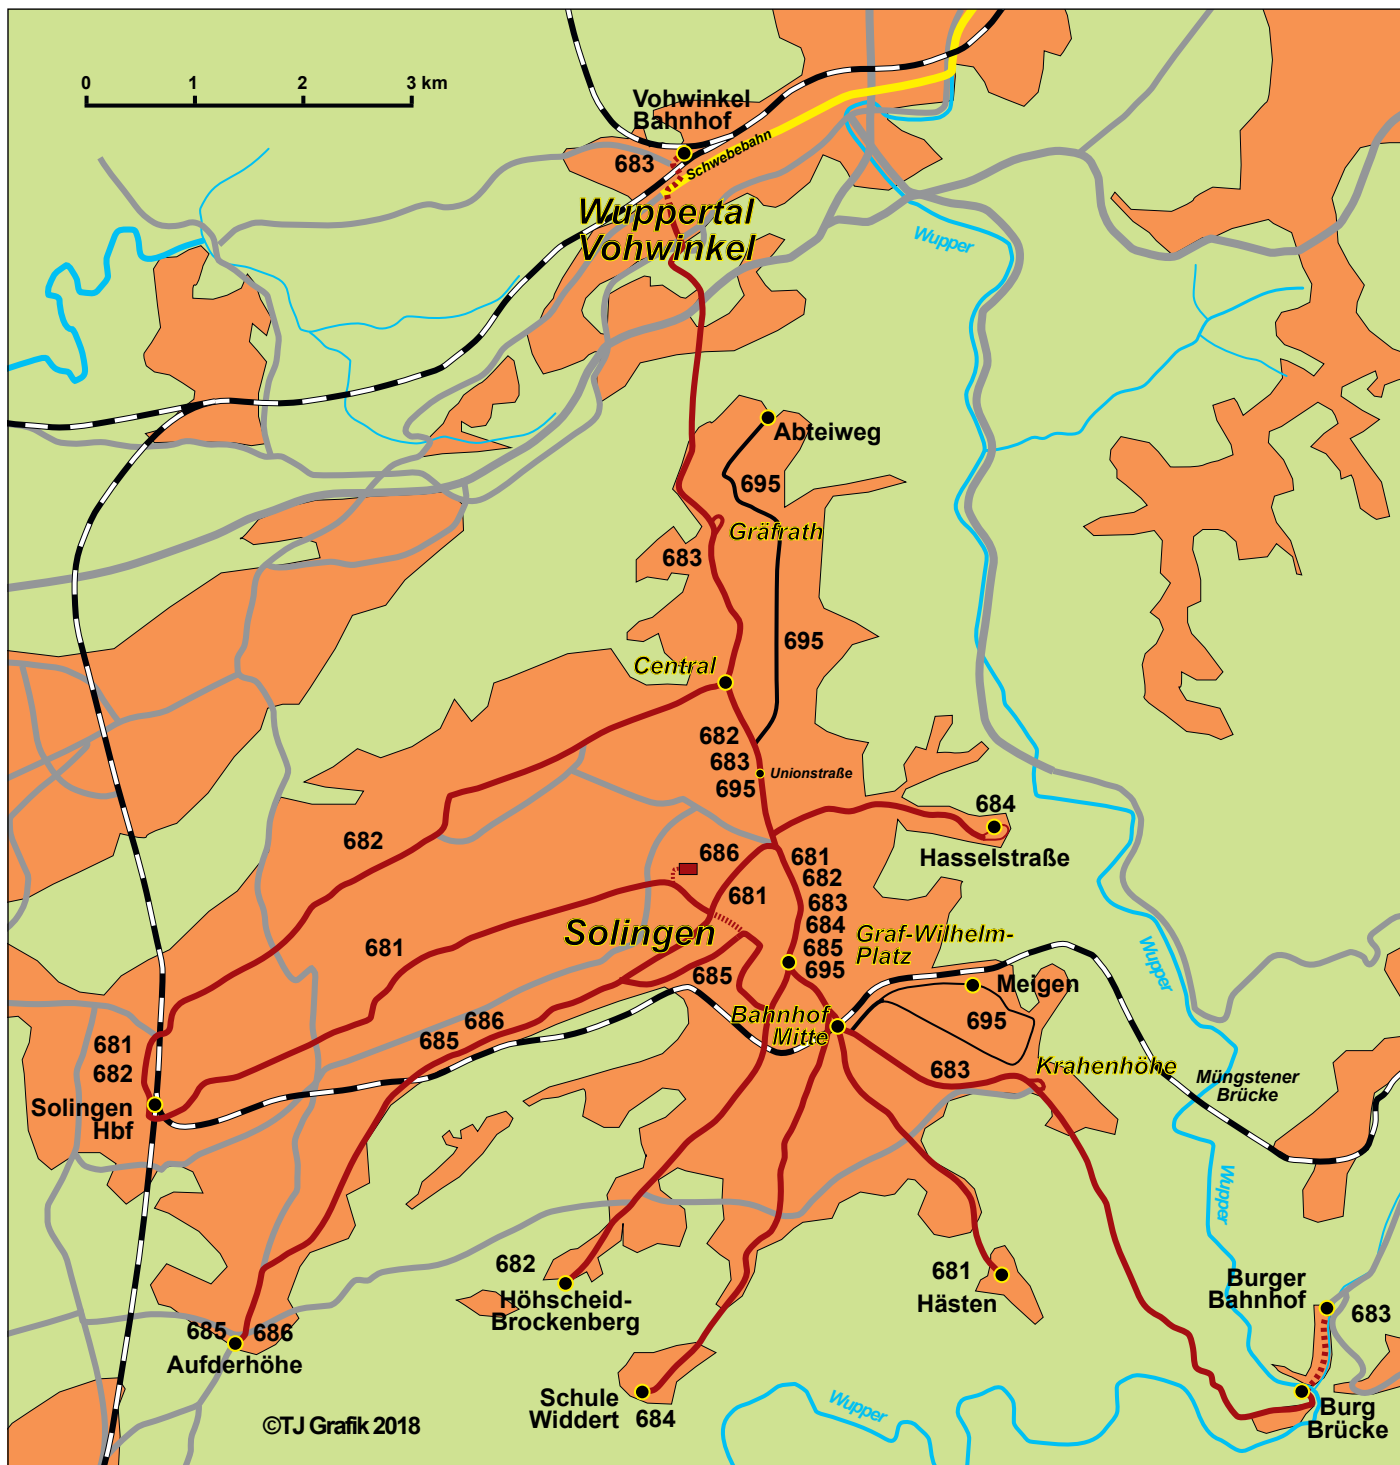 0 1 2 3 km
Vohwinkel
Bahnhof
683
Schwebebahn
Wuppertal
Vohwinkel
Wupper
Abteiweg
695
Gräfrath
683
695
Central
682
683
695
Unionstraße
684
Hasselstraße
682
686
681
681
682
683
684
685
695
Graf-Wilhelm-
Platz
681
Solingen
685
Wupper
Meigen
695
Bahnhof
Mitte
686
685
681
682
683
Krahenhöhe
Müngstener
Brücke
Solingen
Hbf
Wupper
682
Höhscheid-
Brockenberg
681
Hästen
Burger
Bahnhof
683
685 686
Aufderhöhe
Schule
Widdert 684
Wupper
Burg
Brücke
©TJ Grafik 2018